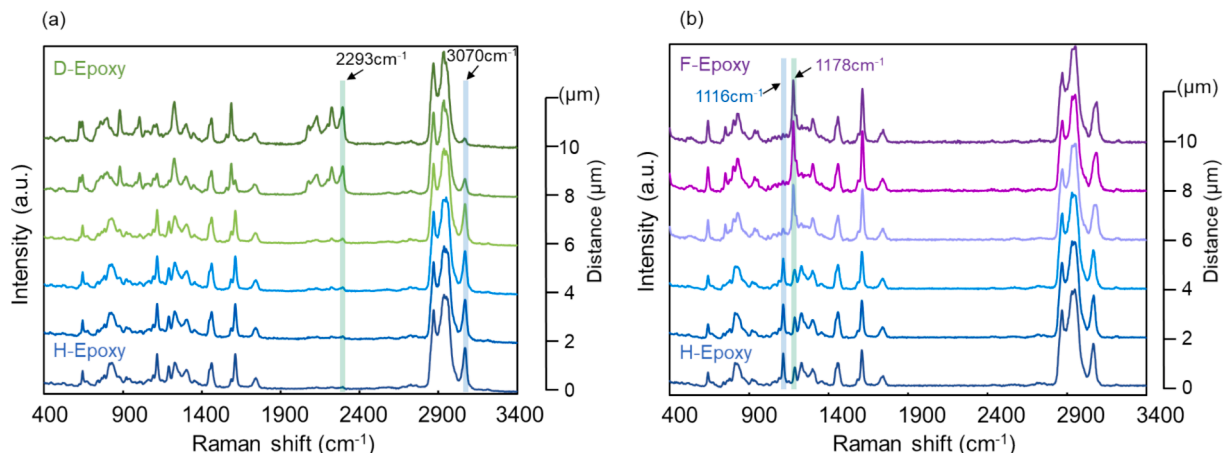 (a)
D-Epoxy
2293cm⁻¹
3070cm⁻¹
H-Epoxy
Intensity (a.u.)
400 900 1400 1900 2400 2900 3400
Raman shift (cm⁻¹)
(μm)
10
8
6
4
2
0
Distance (μm)
(b)
F-Epoxy
1178cm⁻¹
1116cm⁻¹
H-Epoxy
Intensity (a.u.)
400 900 1400 1900 2400 2900 3400
Raman shift (cm⁻¹)
(μm)
10
8
6
4
2
0
Distance (μm)